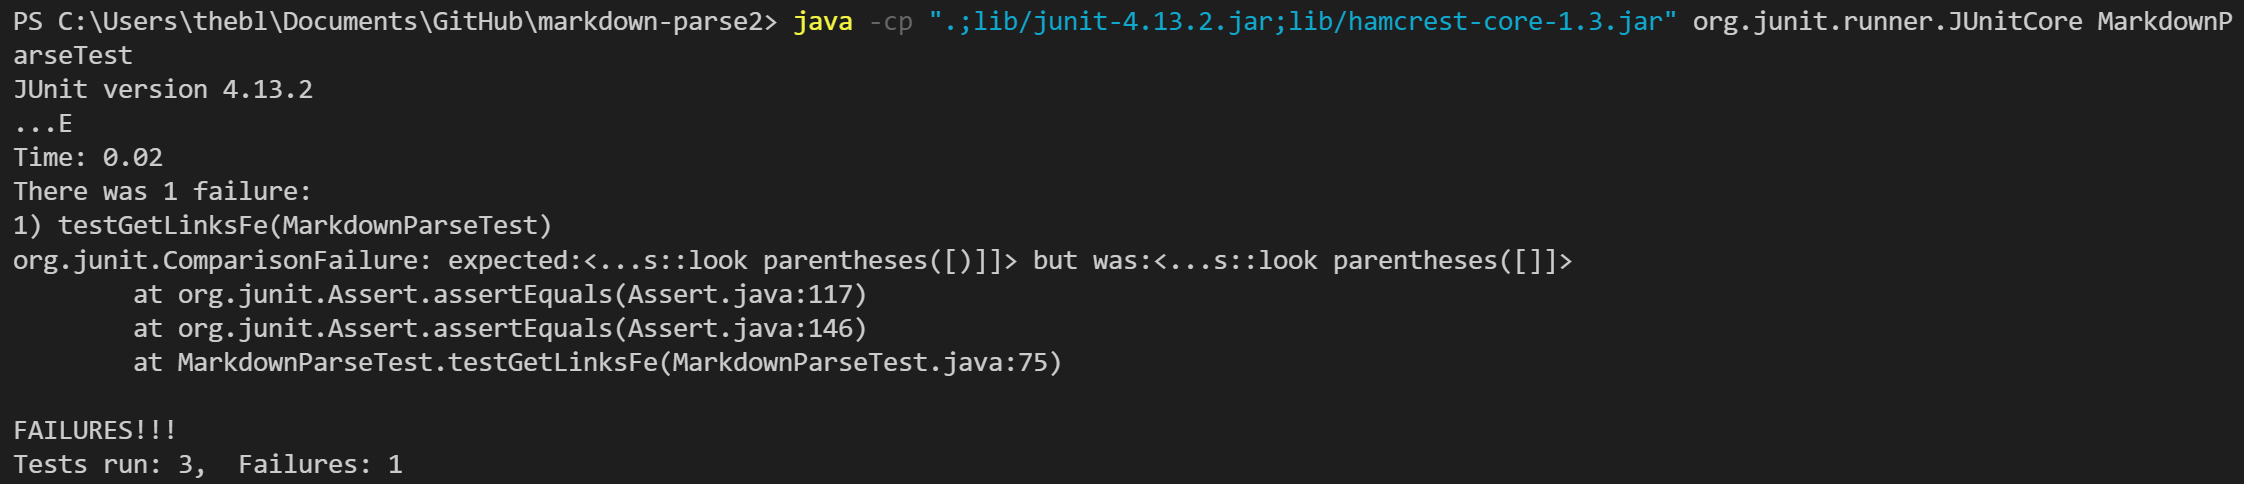 PS C:\Users\thebl\Documents\GitHub\markdown-parse2> java -cp ".;lib/junit-4.13.2.jar;lib/hamcrest-core-1.3.jar" org.junit.runner.JUnitCore MarkdownP
arseTest
JUnit version 4.13.2
...E
Time: 0.02
There was 1 failure:
1) testGetLinksFe(MarkdownParseTest)
org.junit.ComparisonFailure: expected:<...s::look parentheses([)]]> but was:<...s::look parentheses([]]>
        at org.junit.Assert.assertEquals(Assert.java:117)
        at org.junit.Assert.assertEquals(Assert.java:146)
        at MarkdownParseTest.testGetLinksFe(MarkdownParseTest.java:75)

FAILURES!!!
Tests run: 3,  Failures: 1